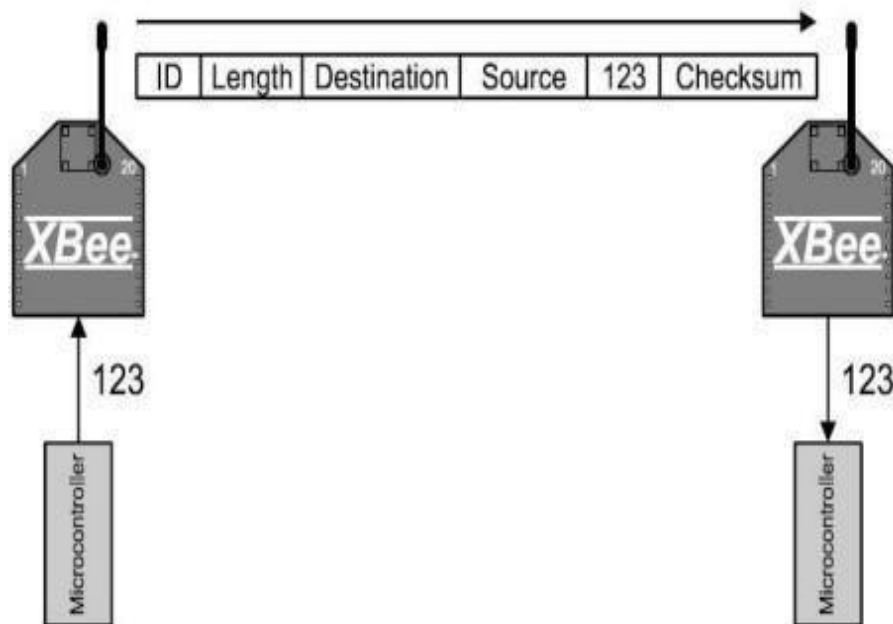 ID Length Destination Source 123 Checksum
1 20
XBee
1 20
XBee
123
123
Microcontroller
Microcontroller